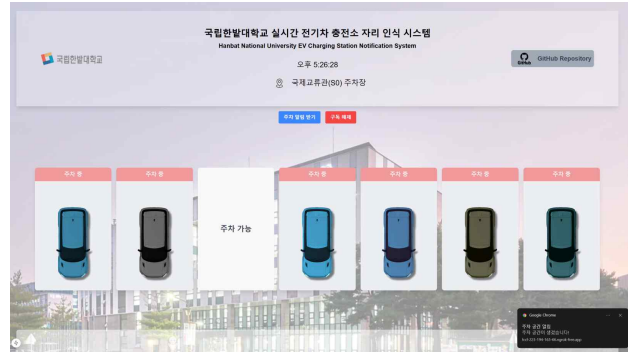 국립한밭대학교 실시간 전기차 충전소 자리 인식 시스템
Hanbat National University EV Charging Station Notification System
국립한밭대학교
오후 5:26:28
국제교류관(S0) 주차장
GitHub Repository
주차 알림 받기 구독 해제
주차 중 주차 중 주차 중 주차 중 주차 중 주차 중
주차 가능
Google Chrome
주차 공간 알림
주차 공간이 생겼습니다!